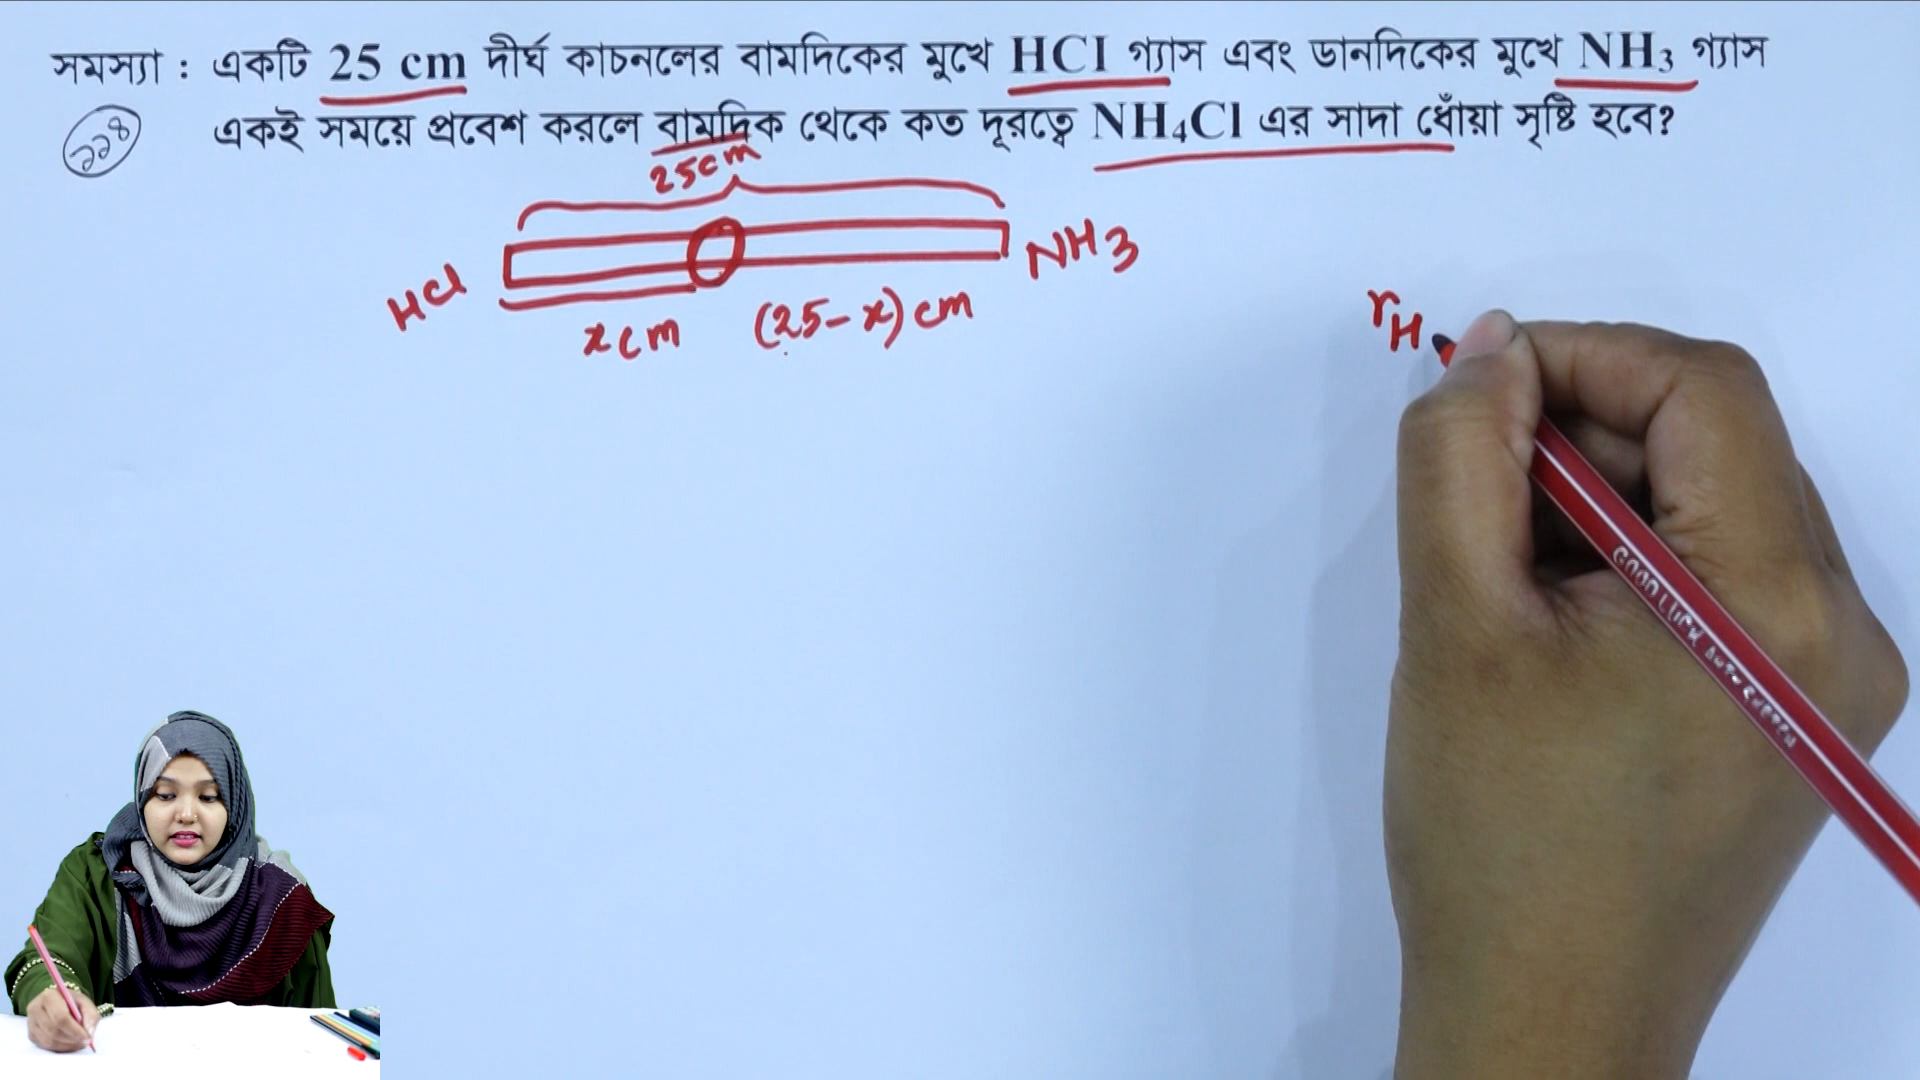 সমস্যা : একটি 25 cm দীর্ঘ কাচনলের বামদিকের মুখে HCl গ্যাস এবং ডানদিকের মুখে NH₃ গ্যাস
একই সময়ে প্রবেশ করলে বামদিক থেকে কত দূরত্বে NH₄Cl এর সাদা ধোঁয়া সৃষ্টি হবে?
25cm
HCl
NH3
x cm (25-x) cm
rH
GOOD LUCK